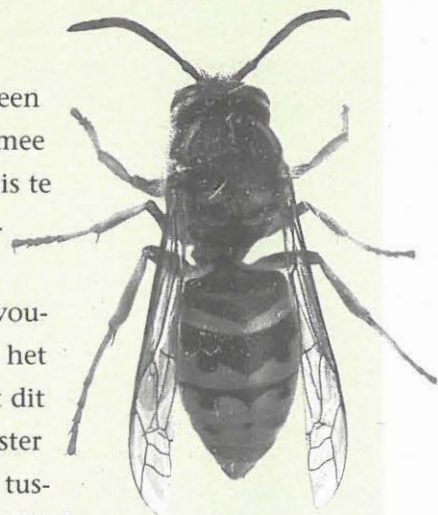 een
mee
is te
vou-
het
dit
ster
tus-